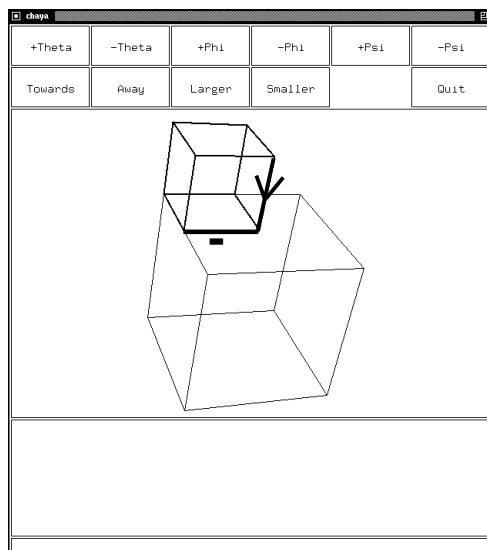 chaya
+Theta -Theta +Phi -Phi +Psi -Psi
Towards Away Larger Smaller Quit